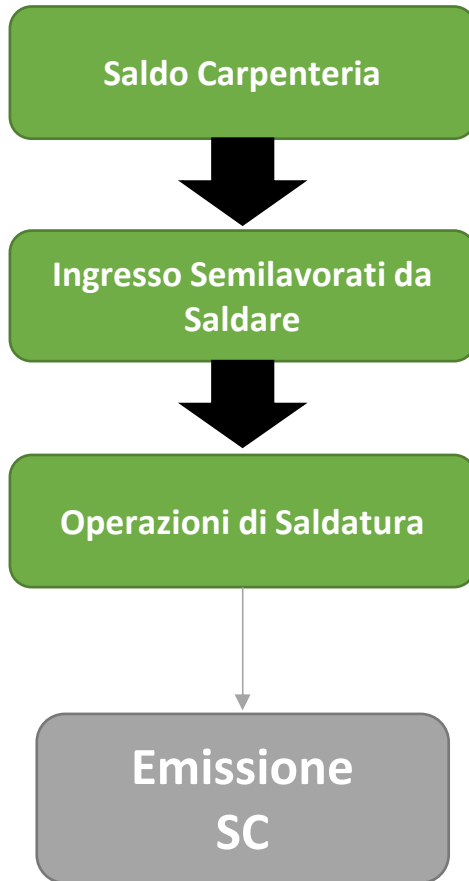 Saldo Carpenteria
Ingresso Semilavorati da
Saldare
Operazioni di Saldatura
Emissione
SC